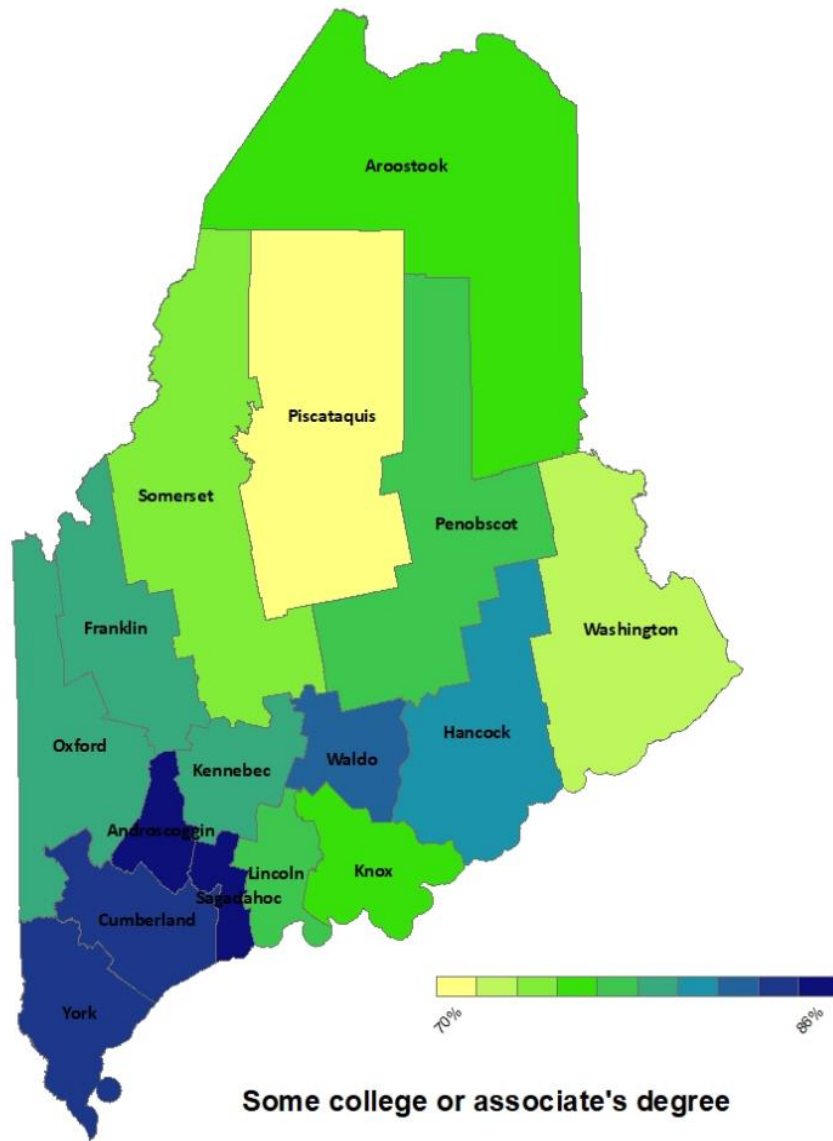 Aroostook
Piscataquis
Somerset
Penobscot
Franklin
Washington
Oxford
Hancock
Kennebec
Waldo
Androscoggin
Lincoln
Knox
Sagadahoc
Cumberland
York
70%
86%
Some college or associate's degree